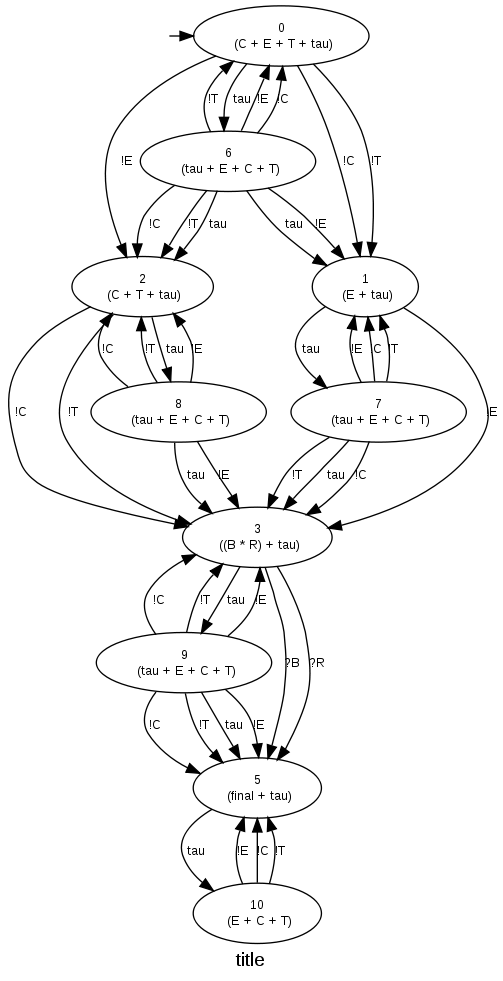 0
(C + E + T + tau)
!T tau !E !C
!E !C !T
6
(tau + E + C + T)
!C !T tau tau !E
2
(C + T + tau)
1
(E + tau)
!C !T tau E tau !E C !T
!C !T !E
8
(tau + E + C + T)
7
(tau + E + C + T)
tau !E !T tau !C
3
((B * R) + tau)
!C !T tau !E
?B ?R
9
(tau + E + C + T)
!C !T tau !E
5
(final + tau)
tau !E !C !T
10
(E + C + T)
title